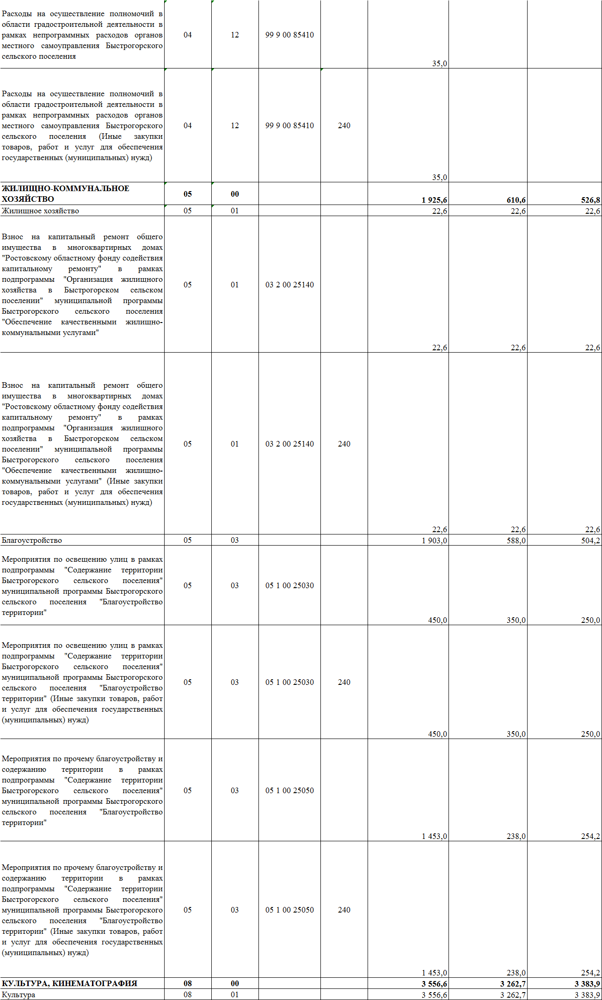 Расходы на осуществление полномочий в
области градостроительной деятельности в
рамках непрограммных расходов органов
местного самоуправления Быстрогорского
сельского поселения
04 12 99 9 00 85410
35,0
Расходы на осуществление полномочий в
области градостроительной деятельности в
рамках непрограммных расходов органов
местного самоуправления Быстрогорского
сельского поселения (Иные закупки
товаров, работ и услуг для обеспечения
государственных (муниципальных) нужд)
04 12 99 9 00 85410 240
35,0
ЖИЛИЩНО-КОММУНАЛЬНОЕ
ХОЗЯЙСТВО
05 00
1 925,6 610,6 526,8
Жилищное хозяйство 05 01 22,6 22,6 22,6
Взнос на капитальный ремонт общего
имущества в многоквартирных домах
"Ростовскому областному фонду содействия
капитальному ремонту" в рамках
подпрограммы "Организация жилищного
хозяйства в Быстрогорском сельском
поселении" муниципальной программы
Быстрогорского сельского поселения
"Обеспечение качественными жилищно-
коммунальными услугами"
05 01 03 2 00 25140
22,6 22,6 22,6
Взнос на капитальный ремонт общего
имущества в многоквартирных домах
"Ростовскому областному фонду содействия
капитальному ремонту" в рамках
подпрограммы "Организация жилищного
хозяйства в Быстрогорском сельском
поселении" муниципальной программы
Быстрогорского сельского поселения
"Обеспечение качественными жилищно-
коммунальными услугами" (Иные закупки
товаров, работ и услуг для обеспечения
государственных (муниципальных) нужд)
05 01 03 2 00 25140 240
22,6 22,6 22,6
Благоустройство 05 03 1 903,0 588,0 504,2
Мероприятия по освещению улиц в рамках
подпрограммы "Содержание территории
Быстрогорского сельского поселения"
муниципальной программы Быстрогорского
сельского поселения "Благоустройство
территории"
05 03 05 1 00 25030
450,0 350,0 250,0
Мероприятия по освещению улиц в рамках
подпрограммы "Содержание территории
Быстрогорского сельского поселения"
муниципальной программы Быстрогорского
сельского поселения "Благоустройство
территории" (Иные закупки товаров, работ
и услуг для обеспечения государственных
(муниципальных) нужд)
05 03 05 1 00 25030 240
450,0 350,0 250,0
Мероприятия по прочему благоустройству и
содержанию территории в рамках
подпрограммы "Содержание территории
Быстрогорского сельского поселения"
муниципальной программы Быстрогорского
сельского поселения "Благоустройство
территории"
05 03 05 1 00 25050
1 453,0 238,0 254,2
Мероприятия по прочему благоустройству и
содержанию территории в рамках
подпрограммы "Содержание территории
Быстрогорского сельского поселения"
муниципальной программы Быстрогорского
сельского поселения "Благоустройство
территории" (Иные закупки товаров, работ
и услуг для обеспечения государственных
(муниципальных) нужд)
05 03 05 1 00 25050 240
1 453,0 238,0 254,2
КУЛЬТУРА, КИНЕМАТОГРАФИЯ 08 00 3 556,6 3 262,7 3 383,9
Культура 08 01 3 556,6 3 262,7 3 383,9